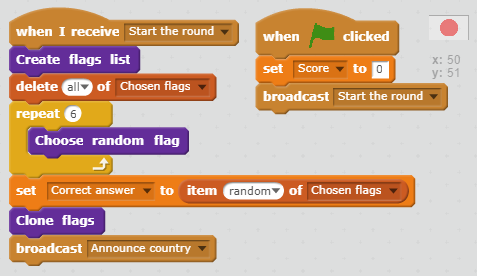 when I receive Start the round
Create flags list
delete all of Chosen flags
repeat 6
Choose random flag
set Correct answer to item random of Chosen flags
Clone flags
broadcast Announce country
when clicked
set Score to 0
broadcast Start the round
x: 50
y: 51